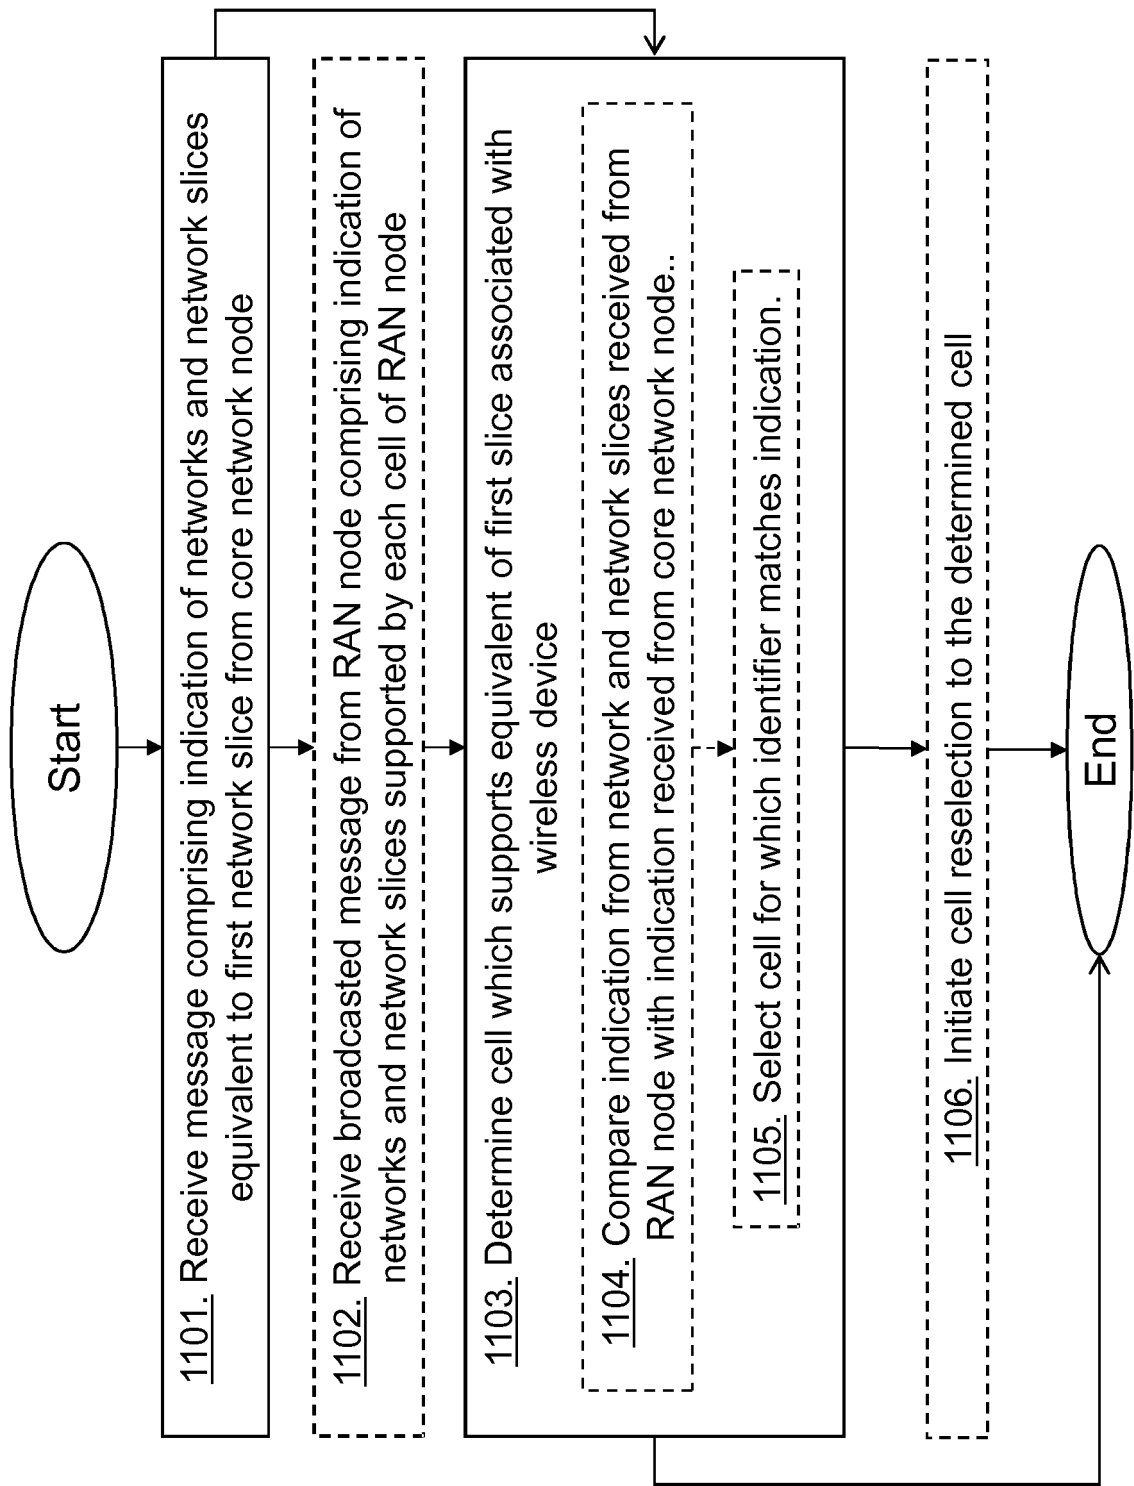 Start
1101. Receive message comprising indication of networks and network slices
equivalent to first network slice from core network node
1102. Receive broadcasted message from RAN node comprising indication of
networks and network slices supported by each cell of RAN node
1103. Determine cell which supports equivalent of first slice associated with
wireless device
1104. Compare indication from network and network slices received from
RAN node with indication received from core network node..
1105. Select cell for which identifier matches indication.
1106. Initiate cell reselection to the determined cell
End